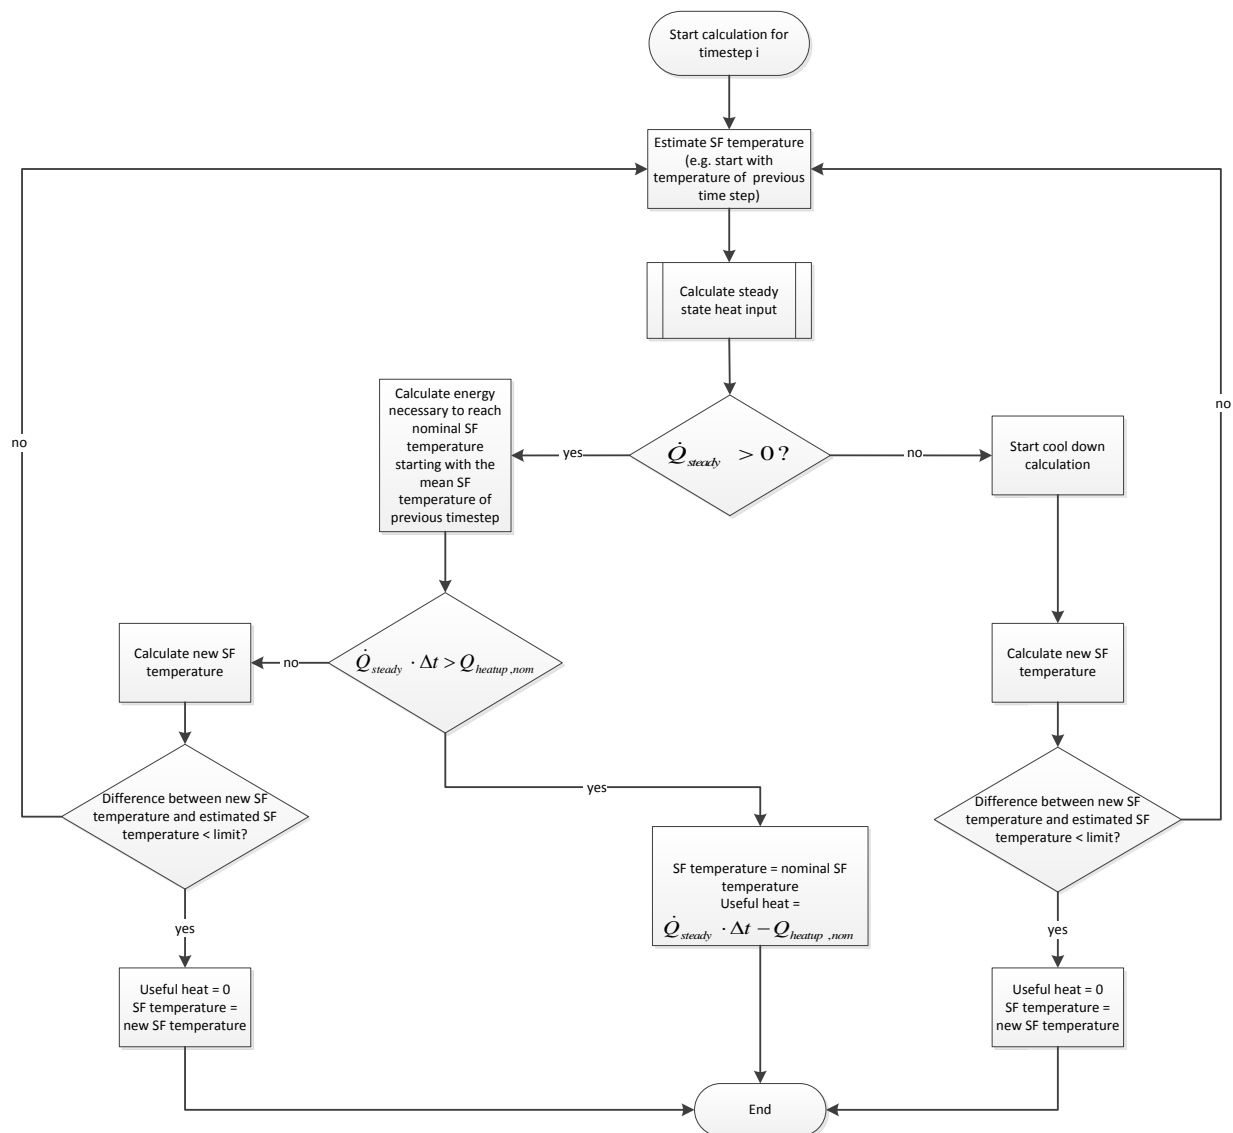 Start calculation for
timestep i
Estimate SF temperature
(e.g. start with
temperature of previous
time step)
Calculate steady
state heat input
Q̇steady > 0 ?
yes
no
Calculate energy
necessary to reach
nominal SF
temperature
starting with the
mean SF
temperature of
previous timestep
Start cool down
calculation
no
no
Q̇steady · Δt > Qheatup,nom
no
yes
Calculate new SF
temperature
Calculate new SF
temperature
Difference between new SF
temperature and estimated SF
temperature < limit?
yes
SF temperature = nominal SF
temperature
Useful heat =
Q̇steady · Δt − Qheatup,nom
Difference between new SF
temperature and estimated SF
temperature < limit?
yes
Useful heat = 0
SF temperature =
new SF temperature
Useful heat = 0
SF temperature =
new SF temperature
End